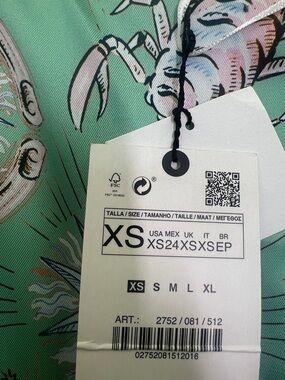 FSC
TALLA / SIZE / TAMANHO / TAILLE / MAAT / ΜΕΓΕΘΟΣ
XS
USA MEX UK IT BR
XS24XSXSEP
XS S M L XL
ART.: 2752 / 081 / 512
02752081512016